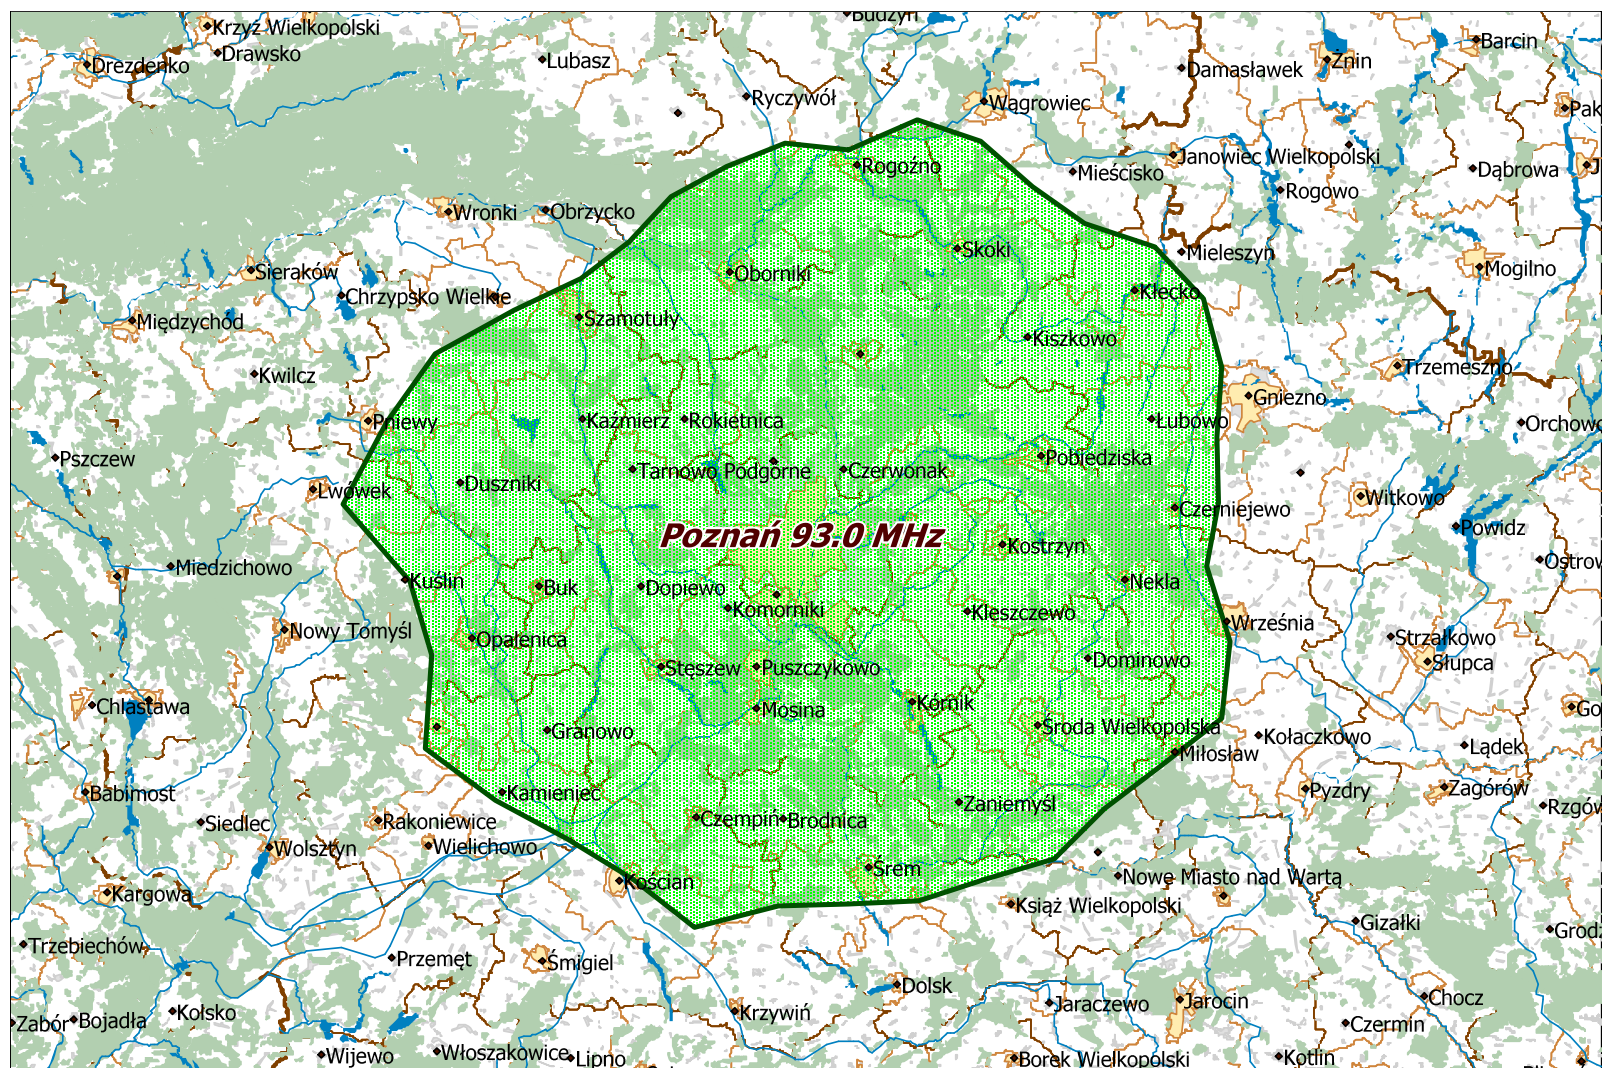 Budzyń
Krzyż Wielkopolski
Drawsko
Drezdenko
Lubasz
Barcin
Żnin
Damasławek
Ryczywół
Wągrowiec
Pak
Janowiec Wielkopolski
Rogoźno
Mieścisko
Dąbrowa
Rogowo
Wronki
Obrzycko
Skoki
Mieleszyn
Sieraków
Oborniki
Mogilno
Chrzypsko Wielkie
Kłecko
Międzychód
Szamotuły
Kiszkowo
Kwilcz
Trzemeszno
Gniezno
Pniewy
Kaźmierz
Rokietnica
Łubowo
Orchowo
Pszczew
Tarnowo Podgórne
Czerwonak
Pobiedziska
Lwówek
Duszniki
Witkowo
Czerniejewo
Powidz
Poznań 93.0 MHz
Kostrzyn
Miedzichowo
Ostrow
Kuślin
Buk
Dopiewo
Nekla
Komorniki
Kleszczewo
Września
Nowy Tomyśl
Opalenica
Strzałkowo
Stęszew
Puszczykowo
Dominowo
Słupca
Chlastawa
Mosina
Kórnik
Go
Granowo
Środa Wielkopolska
Kołaczkowo
Lądek
Miłosław
Babimost
Kamieniec
Zaniemyśl
Pyzdry
Zagórów
Rzgów
Siedlec
Rakoniewice
Czempiń
Brodnica
Wolsztyn
Wielichowo
Śrem
Kościan
Nowe Miasto nad Wartą
Kargowa
Książ Wielkopolski
Gizałki
Grodz
Trzebiechów
Przemęt
Śmigiel
Dolsk
Chocz
Jaraczewo
Jarocin
Zabór
Bojadła
Kolsko
Krzywiń
Czermin
Wijewo
Włoszakowice
Lipno
Borek Wielkopolski
Kotlin